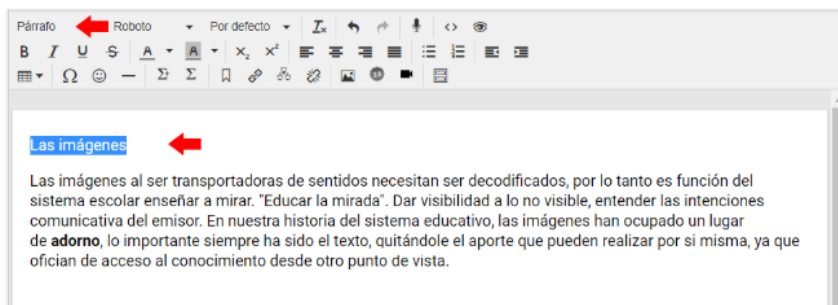 Párrafo Roboto Por defecto
Las imágenes
Las imágenes al ser transportadoras de sentidos necesitan ser decodificados, por lo tanto es función del
sistema escolar enseñar a mirar. "Educar la mirada". Dar visibilidad a lo no visible, entender las intenciones
comunicativa del emisor. En nuestra historia del sistema educativo, las imágenes han ocupado un lugar
de adorno, lo importante siempre ha sido el texto, quitándole el aporte que pueden realizar por si misma, ya que
ofician de acceso al conocimiento desde otro punto de vista.